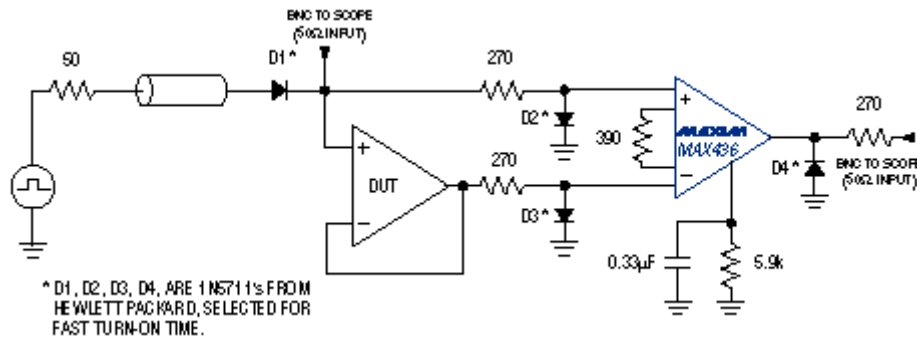 BNC TO SCOPE
(50Ω INPUT)
50
D1*
270
D2*
390
+
−
MAXIM
MAX436
270
D4*
BNC TO SCOPE
(50Ω INPUT)
+
−
DUT
270
D3*
0.33µF
5.9k
* D1, D2, D3, D4, ARE 1N5711's FROM
HEWLETT PACKARD, SELECTED FOR
FAST TURN-ON TIME.